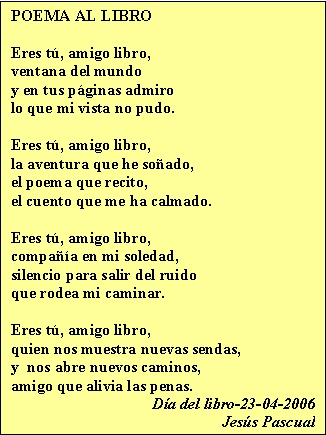 POEMA AL LIBRO

Eres tú, amigo libro,
ventana del mundo
y en tus páginas admiro
lo que mi vista no pudo.

Eres tú, amigo libro,
la aventura que he soñado,
el poema que recito,
el cuento que me ha calmado.

Eres tú, amigo libro,
compañía en mi soledad,
silencio para salir del ruido
que rodea mi caminar.

Eres tú, amigo libro,
quien nos muestra nuevas sendas,
y  nos abre nuevos caminos,
amigo que alivia las penas.
Día del libro-23-04-2006
Jesús Pascual